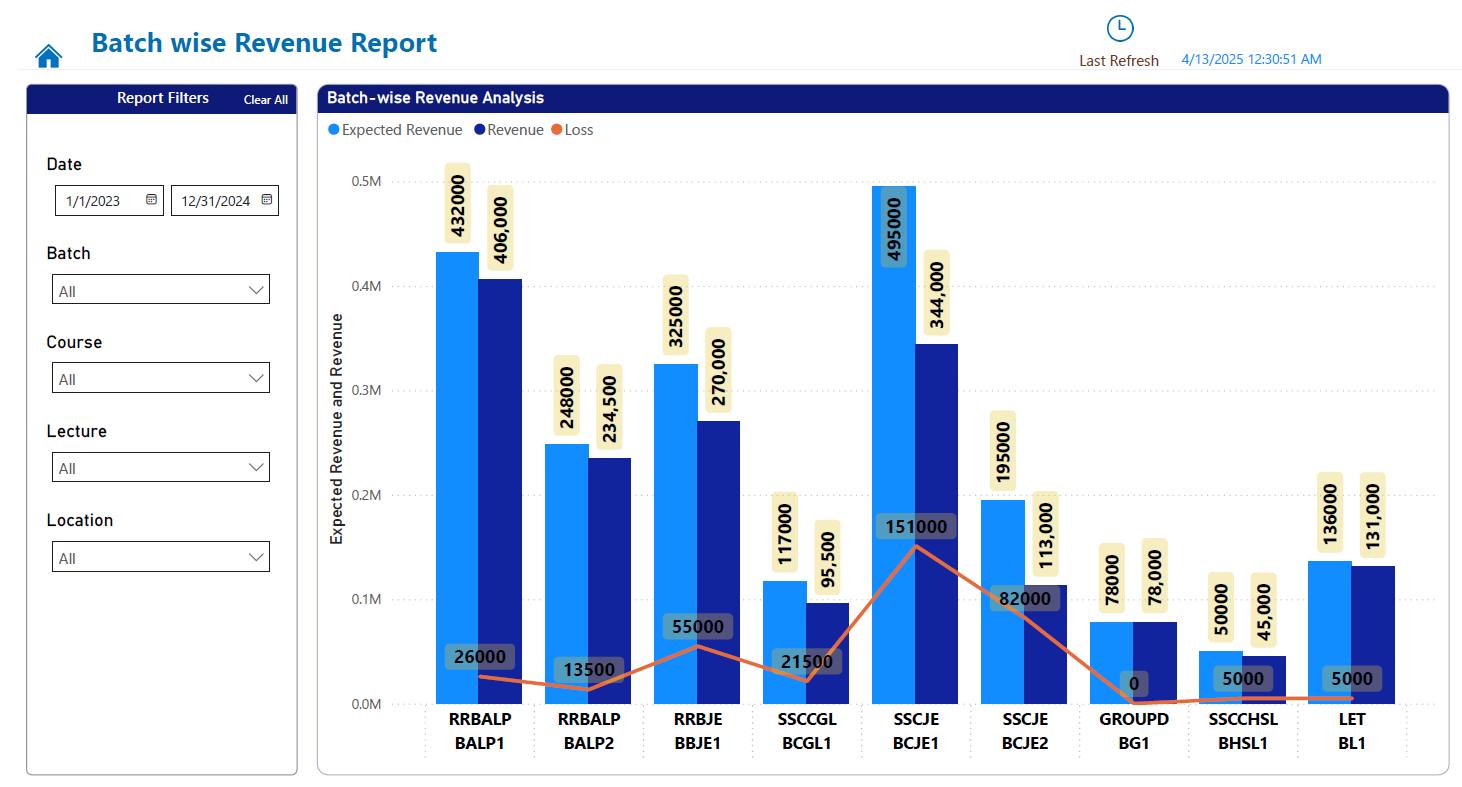 Batch wise Revenue Report
Last Refresh 4/13/2025 12:30:51 AM
Report Filters Clear All
Date
1/1/2023 12/31/2024
Batch
All
Course
All
Lecture
All
Location
All
Batch-wise Revenue Analysis
Expected Revenue Revenue Loss
Expected Revenue and Revenue
0.5M
0.4M
0.3M
0.2M
0.1M
0.0M
432000
406,000
26000
248000
234,500
13500
325000
270,000
55000
117000
95,500
21500
495000
344,000
151000
195000
113,000
82000
78000
78,000
0
50000
45,000
5000
136000
131,000
5000
RRBALP RRBALP RRBJE SSCCGL SSCJE SSCJE GROUPD SSCCHSL LET
BALP1 BALP2 BBJE1 BCGL1 BCJE1 BCJE2 BG1 BHSL1 BL1